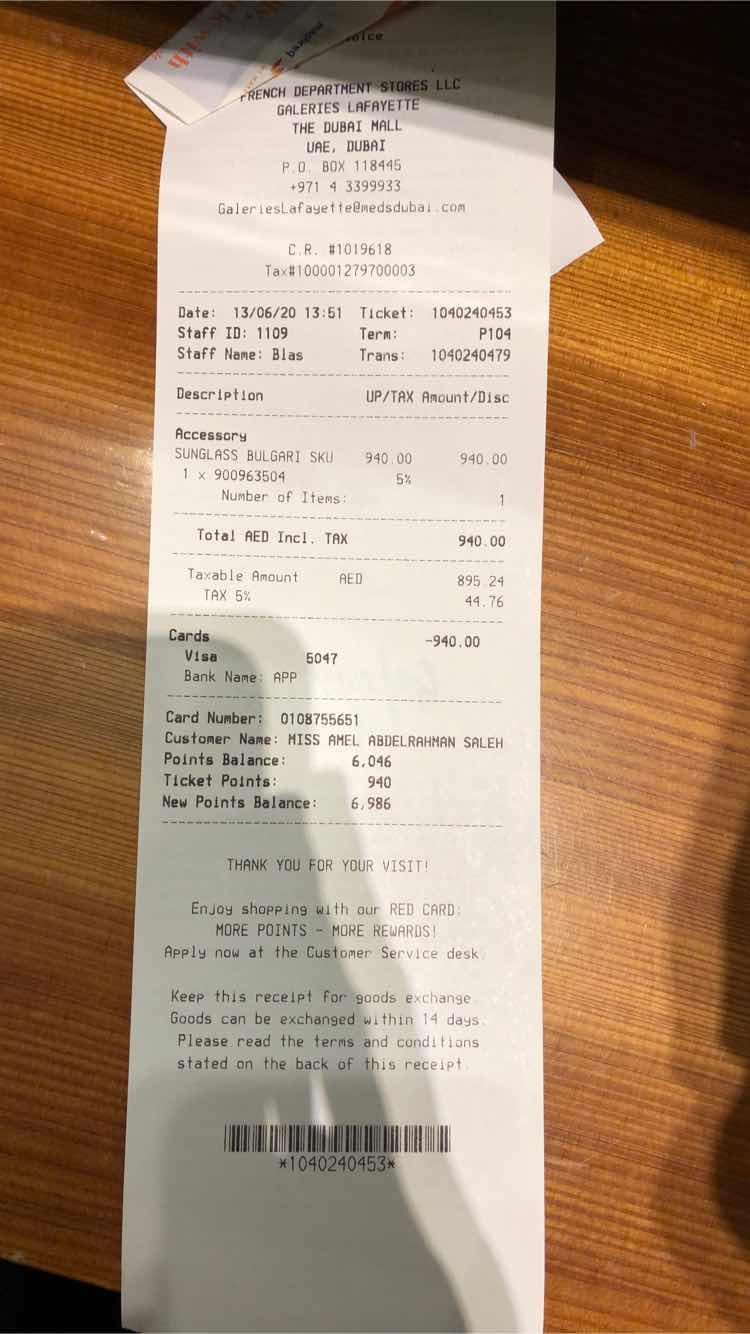 with
oice
FRENCH DEPARTMENT STORES LLC
GALERIES LAFAYETTE
THE DUBAI MALL
UAE, DUBAI
P.O. BOX 118445
+971 4 3399933
GaleriesLafayette@medsdubai.com
C.R. #1019618
Tax#100001279700003
Date: 13/06/20 13:51 Ticket: 1040240453
Staff ID: 1109 Term: P104
Staff Name: Blas Trans: 1040240479
Description UP/TAX Amount/Disc
Accessory
SUNGLASS BULGARI SKU 940.00 940.00
1 x 900963504 5%
Number of Items: 1
Total AED Incl. TAX 940.00
Taxable Amount AED 895.24
TAX 5% 44.76
Cards -940.00
Visa 5047
Bank Name: APP
Card Number: 0108755651
Customer Name: MISS AMEL ABDELRAHMAN SALEH
Points Balance: 6,046
Ticket Points: 940
New Points Balance: 6,986
THANK YOU FOR YOUR VISIT!
Enjoy shopping with our RED CARD:
MORE POINTS - MORE REWARDS!
Apply now at the Customer Service desk.
Keep this receipt for goods exchange.
Goods can be exchanged within 14 days.
Please read the terms and conditions
stated on the back of this receipt.
*1040240453*